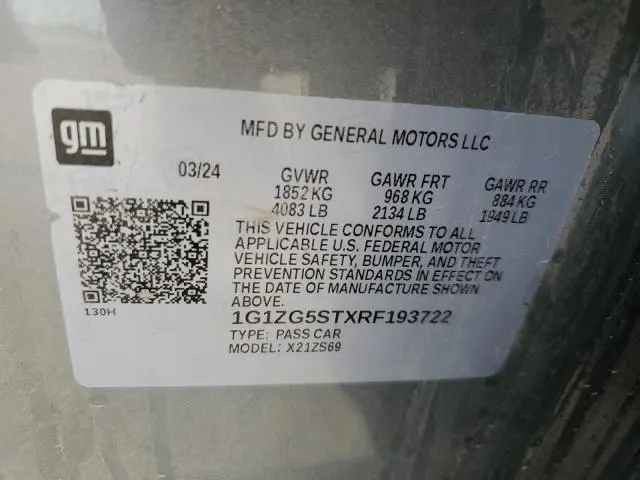 gm
MFD BY GENERAL MOTORS LLC
03/24
GVWR
1852 KG
4083 LB
GAWR FRT
968 KG
2134 LB
GAWR RR
884 KG
1949 LB
THIS VEHICLE CONFORMS TO ALL
APPLICABLE U.S. FEDERAL MOTOR
VEHICLE SAFETY, BUMPER, AND THEFT
PREVENTION STANDARDS IN EFFECT ON
THE DATE OF MANUFACTURE SHOWN
ABOVE.
130H
1G1ZG5STXRF193722
TYPE: PASS CAR
MODEL: X21ZS69